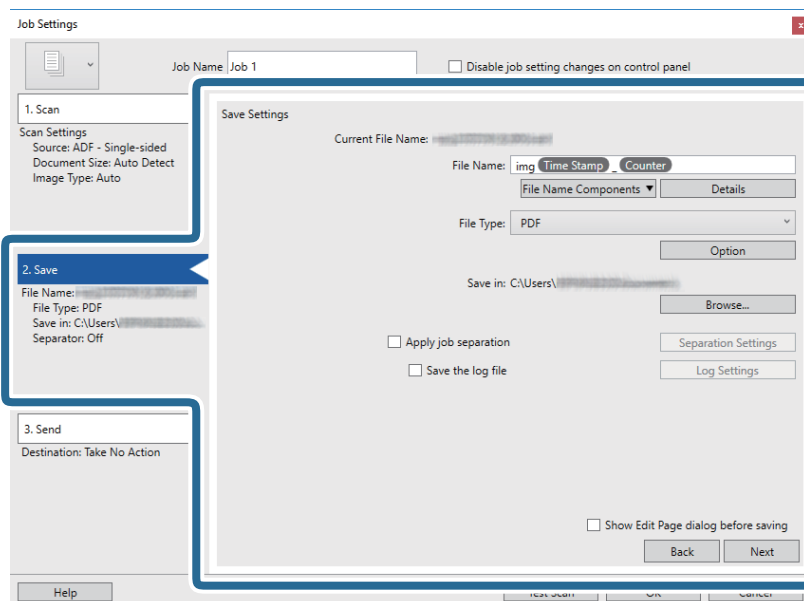 Job Settings
x
Job Name Job 1
Disable job setting changes on control panel
1. Scan
Scan Settings
Source: ADF - Single-sided
Document Size: Auto Detect
Image Type: Auto
2. Save
File Name:
File Type: PDF
Save in: C:\Users\
Separator: Off
3. Send
Destination: Take No Action
Save Settings
Current File Name:
File Name: img Time Stamp _ Counter
File Name Components ▼ Details
File Type: PDF
Option
Save in: C:\Users\
Browse...
Apply job separation Separation Settings
Save the log file Log Settings
Show Edit Page dialog before saving
Back Next
Help Test Scan OK Cancel